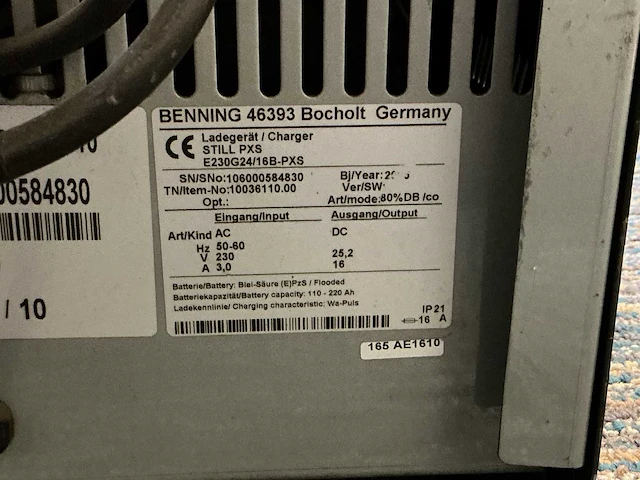 BENNING 46393 Bocholt Germany
CE Ladegerät / Charger
STILL PXS
E230G24/16B-PXS
SN/SNo:106000584830 Bj/Year:
TN/Item-No:10036110.00 Ver/SW
Opt.: Art/mode:80%DB /co
Eingang/Input Ausgang/Output
Art/Kind AC DC
Hz 50-60
V 230 25,2
A 3,0 16
Batterie/Battery: Blei-Säure (E)PzS / Flooded
Batteriekapazität/Battery capacity: 110 - 220 Ah
Ladekennlinie/ Charging characteristic: Wa-Puls
IP21
16 A
165 AE1610
00584830
/ 10